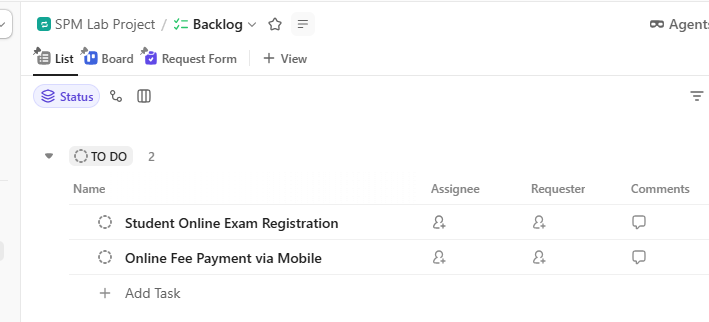 SPM Lab Project / Backlog
Agents
List Board Request Form + View
Status
TO DO 2
Name Assignee Requester Comments
Student Online Exam Registration
Online Fee Payment via Mobile
+ Add Task